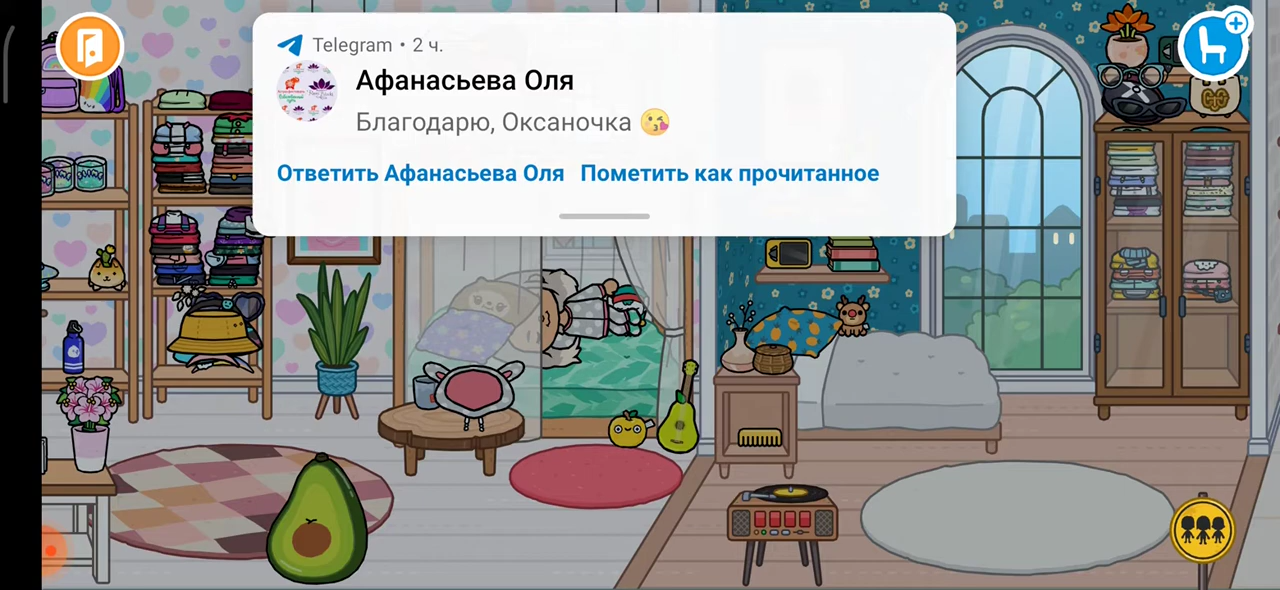 Telegram • 2 ч.
Афанасьева Оля
Благодарю, Оксаночка 😘
Ответить Афанасьева Оля Пометить как прочитанное